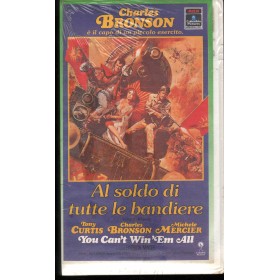 Charles
BRONSON
è il capo di un piccolo esercito.
Al soldo di
tutte le bandiere
Tony Charles Michele
CURTIS BRONSON MERCIER
You Can't Win 'Em All